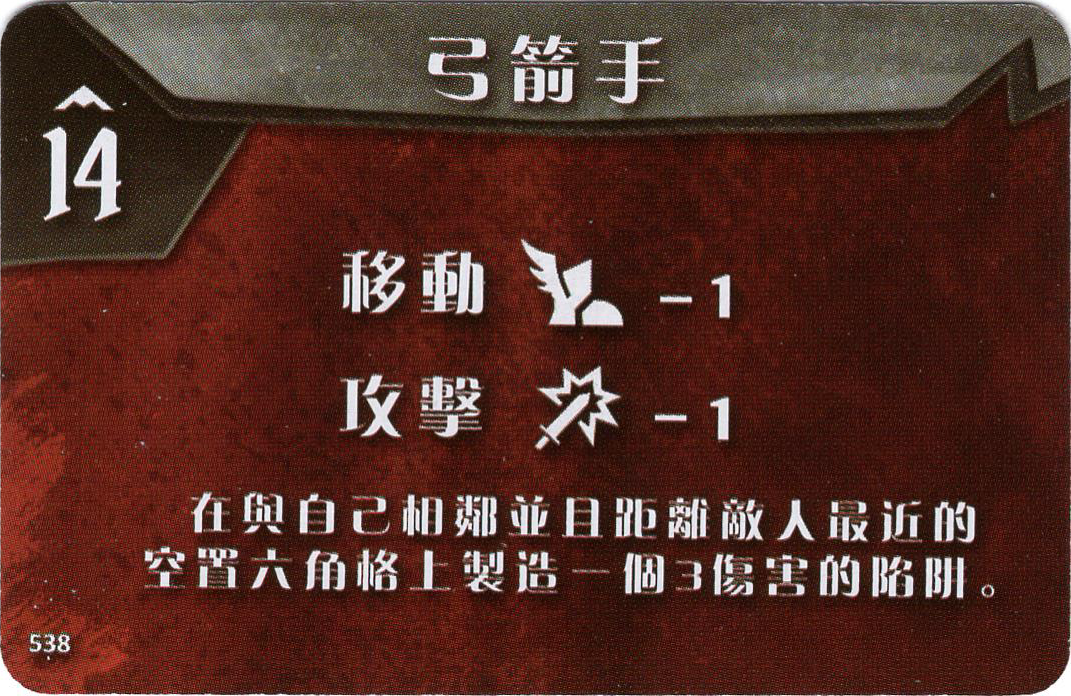 弓箭手
14
移動 -1
攻擊 -1
在與自己相鄰並且距離敵人最近的
空置六角格上製造一個3傷害的陷阱。
538